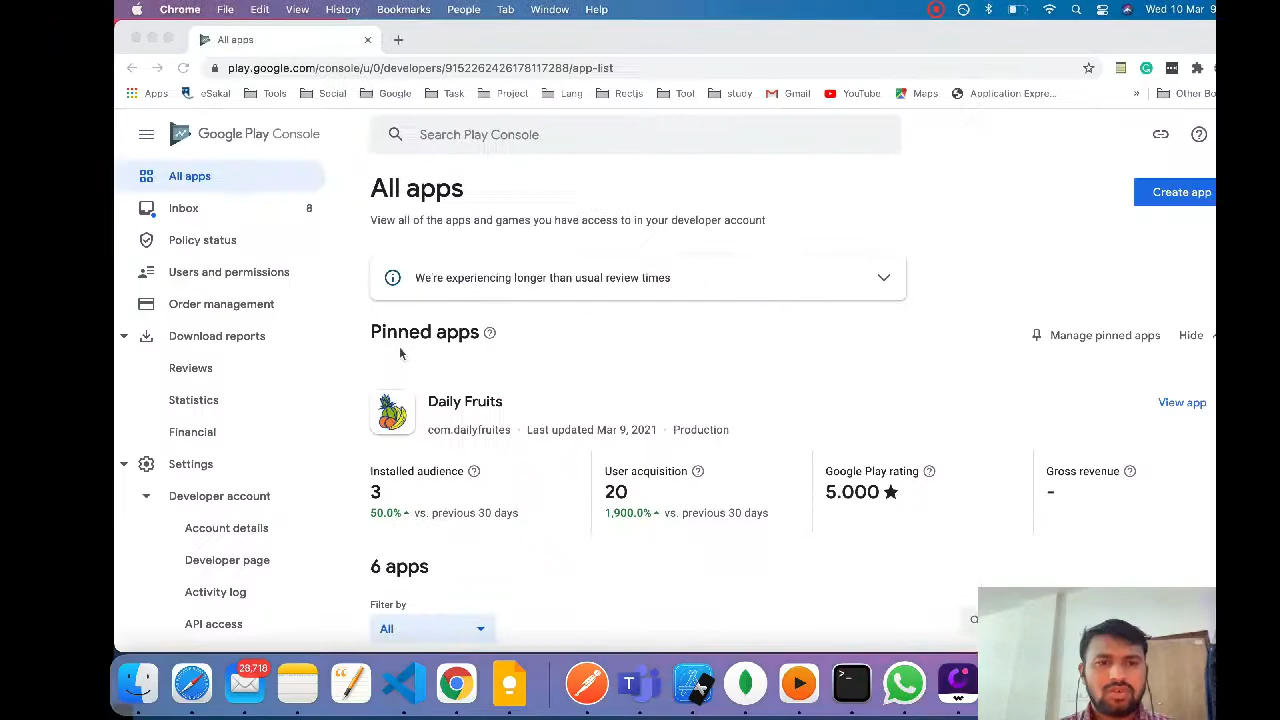 Chrome File Edit View History Bookmarks People Tab Window Help Wed 10 Mar 9
All apps
play.google.com/console/u/0/developers/9152262426178117288/app-list
Apps eSakal Tools Social Google Task Project Lang Rectjs Tool study Gmail YouTube Maps Application Expre... » Other Bo
Google Play Console
Search Play Console
All apps
Inbox 8
Policy status
Users and permissions
Order management
Download reports
Reviews
Statistics
Financial
Settings
Developer account
Account details
Developer page
Activity log
API access
All apps
Create app
View all of the apps and games you have access to in your developer account
We're experiencing longer than usual review times
Pinned apps
Manage pinned apps Hide
Daily Fruits
View app
com.dailyfruites · Last updated Mar 9, 2021 · Production
Installed audience User acquisition Google Play rating Gross revenue
3 20 5.000 ★ -
50.0% vs. previous 30 days 1,900.0% vs. previous 30 days
6 apps
Filter by
All
28,718